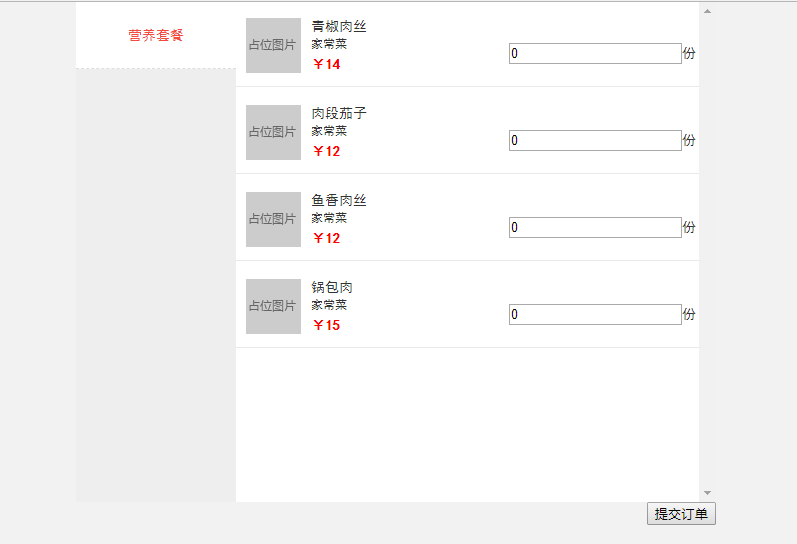 营养套餐
占位图片
青椒肉丝
家常菜
￥14
0份
占位图片
肉段茄子
家常菜
￥12
0份
占位图片
鱼香肉丝
家常菜
￥12
0份
占位图片
锅包肉
家常菜
￥15
0份
提交订单